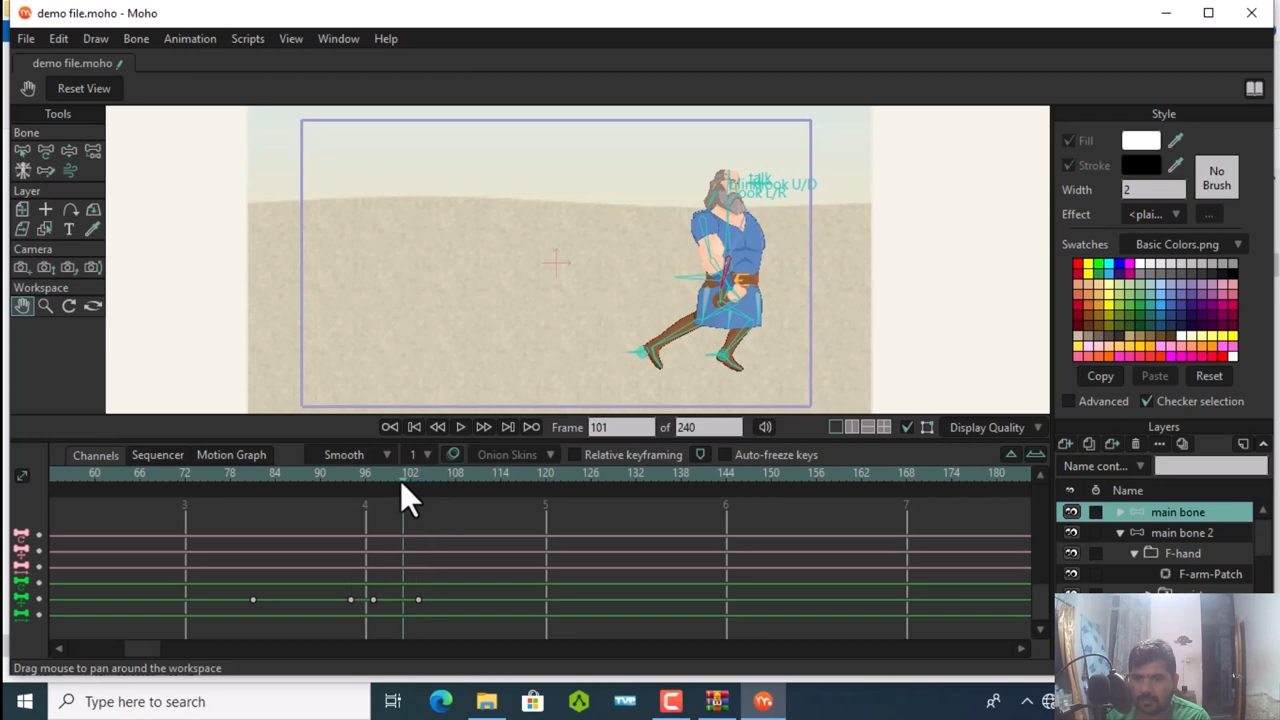 demo file.moho - Moho
File Edit Draw Bone Animation Scripts View Window Help
demo file.moho
Reset View
Tools
Bone
Layer
Camera
Workspace
talk
look U/D
look L/R
Style
Fill
Stroke
No Brush
Width 2
Effect <plai... ...
Swatches Basic Colors.png
Copy Paste Reset
Advanced Checker selection
Frame 101 of 240 Display Quality
Layers
Channels Sequencer Motion Graph Smooth 1 Onion Skins Relative keyframing Auto-freeze keys
Name cont...
60 66 72 78 84 90 96 102 108 114 120 126 132 138 144 150 156 162 168 174 180
3 4 5 6 7
Name
main bone
main bone 2
F-hand
F-arm-Patch
Drag mouse to pan around the workspace
Type here to search
TVP